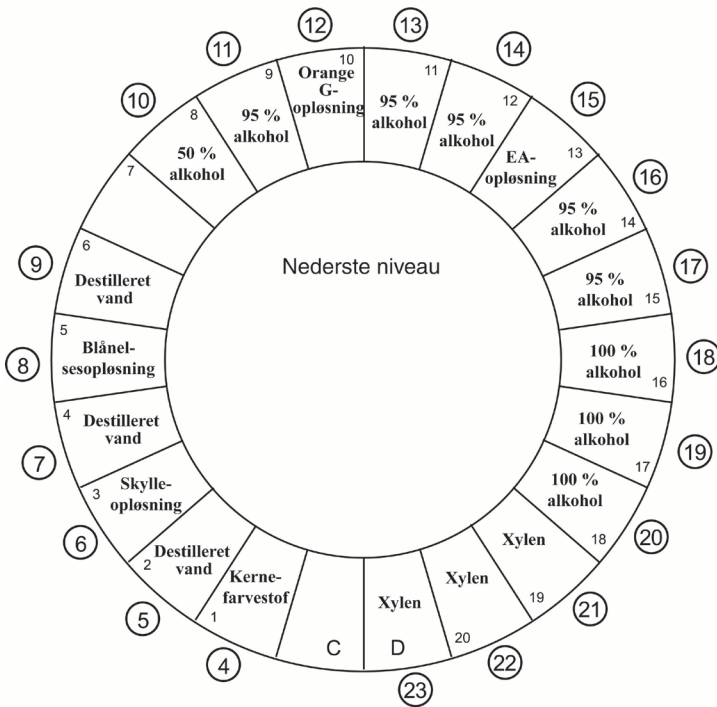 12
13
11
14
10
15
16
9
17
8
18
7
19
6
20
5
21
4
22
23
10
Orange
G-
opløsning
11
95 %
alkohol
12
95 %
alkohol
13
EA-
opløsning
95 %
alkohol
14
95 %
alkohol
15
100 %
alkohol
16
100 %
alkohol
17
100 %
alkohol
18
Xylen
19
Xylen
20
Xylen
D
C
Kerne-
farvestof
1
Destilleret
vand
2
3
Skylle-
opløsning
4
Destilleret
vand
5
Blånel-
sesopløsning
6
Destilleret
vand
7
8
50 %
alkohol
9
95 %
alkohol
Nederste niveau